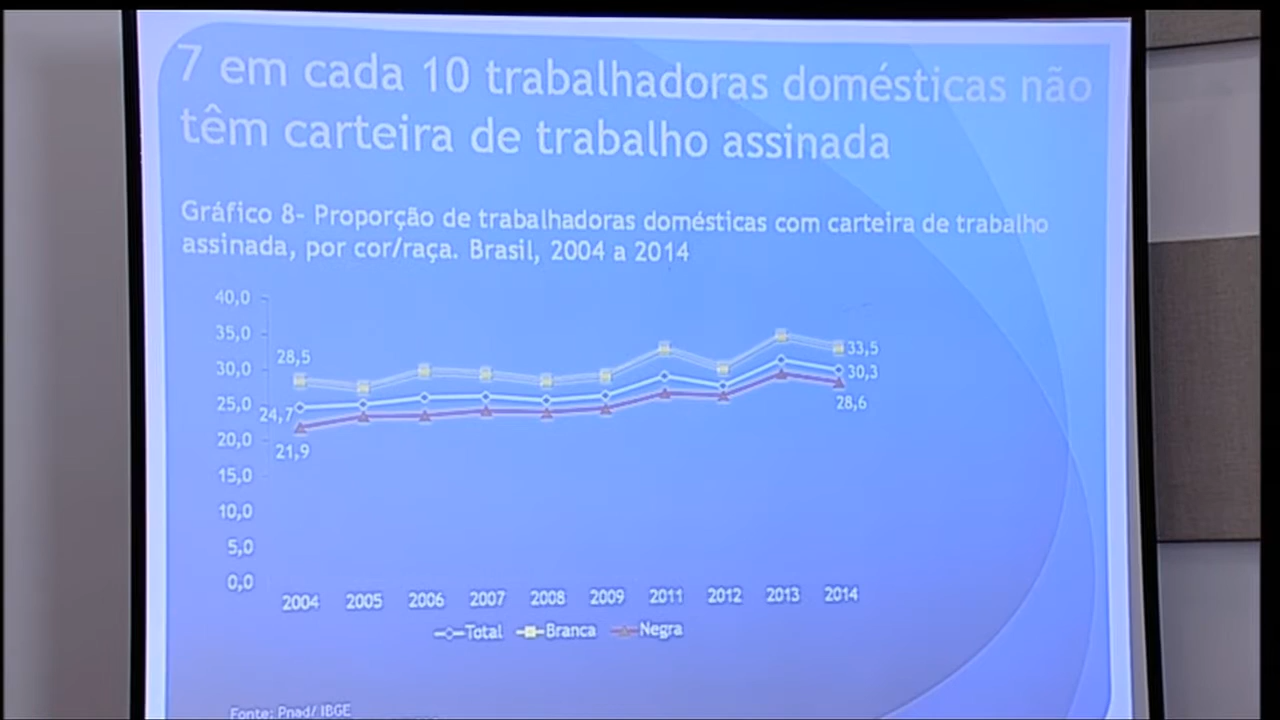 7 em cada 10 trabalhadoras domésticas não
têm carteira de trabalho assinada
Gráfico 8- Proporção de trabalhadoras domésticas com carteira de trabalho
assinada, por cor/raça. Brasil, 2004 a 2014
40,0
35,0
30,0
25,0
20,0
15,0
10,0
5,0
0,0
28,5
24,7
21,9
33,5
30,3
28,6
2004 2005 2006 2007 2008 2009 2011 2012 2013 2014
Total Branca Negra
Fonte: Pnad/ IBGE